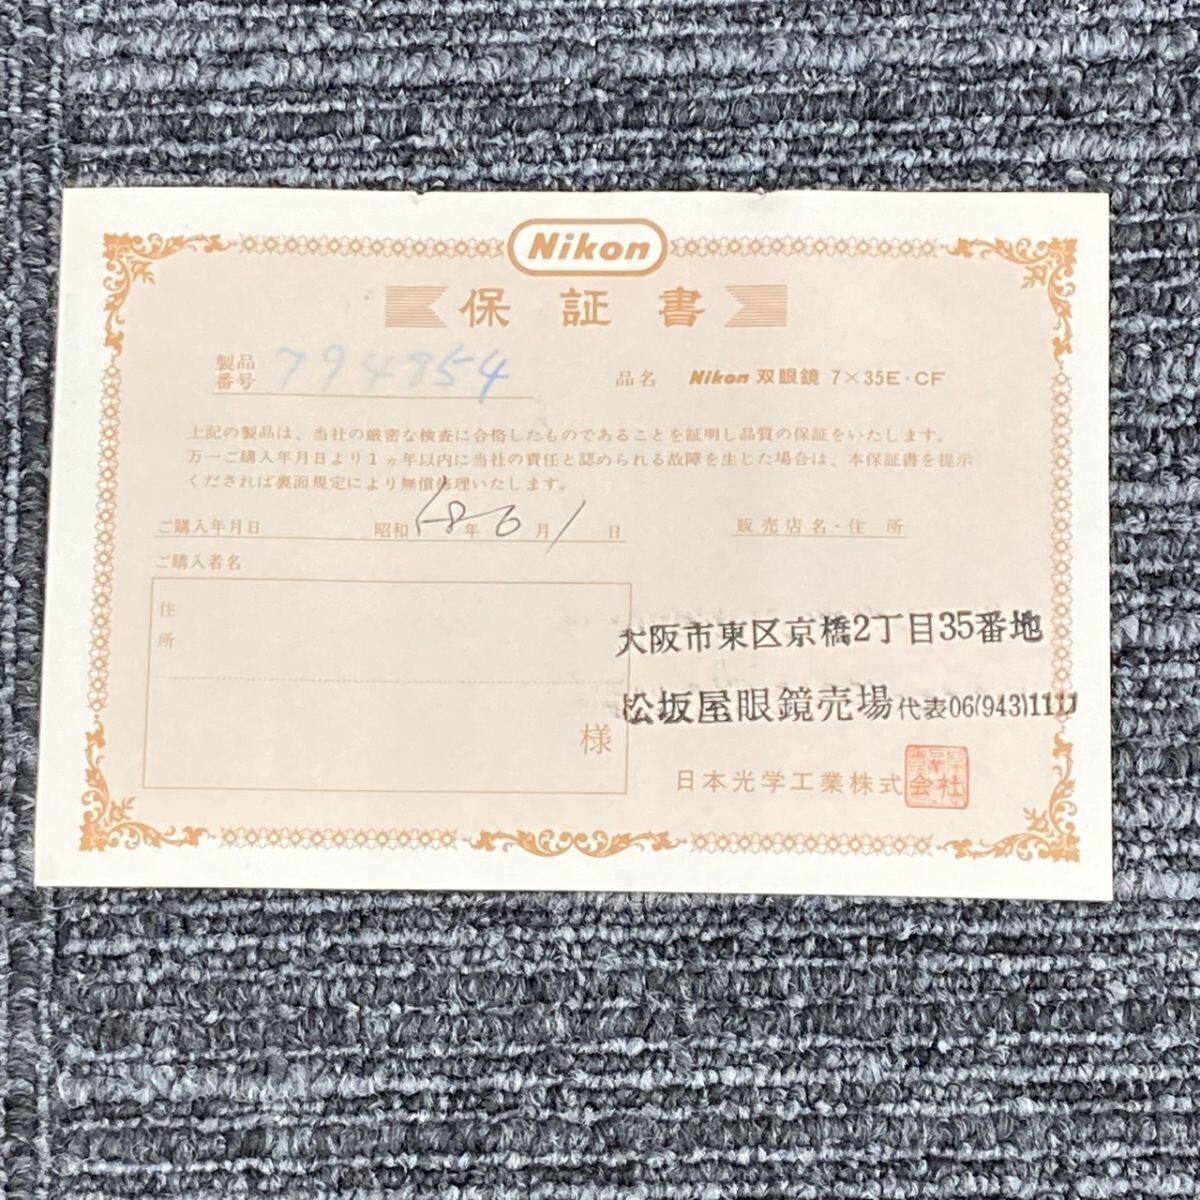 Nikon
保証書
製品番号 794854
品名 Nikon 双眼鏡 7×35E・CF
上記の製品は、当社の厳密な検査に合格したものであることを証明し品質の保証をいたします。
万一ご購入年月日より1ヵ年以内に当社の責任と認められる故障を生じた場合は、本保証書を提示
くだされば裏面規定により無償修理いたします。
ご購入年月日 昭和 年 6 月 1 日
販売店名・住所
ご購入者名
住所
様
大阪市東区京橋2丁目35番地
松坂屋眼鏡売場代表06(943)1111
日本光学工業株式会社